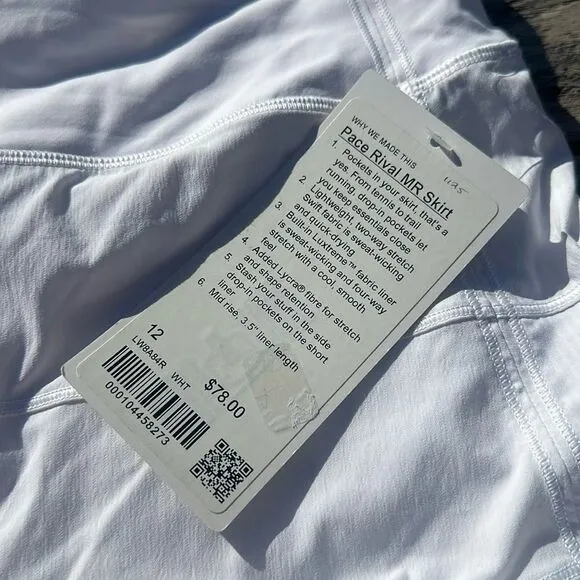 WHY WE MADE THIS
Pace Rival MR Skirt
1. Pockets in your skirt, that's a
yes. From tennis to trail
running, drop-in pockets let
you keep essentials close
2. Lightweight, two-way stretch
Swift fabric is sweat-wicking
and quick-drying
3. Built-in Luxtreme™ fabric liner
is sweat-wicking and four-way
stretch with a cool, smooth
feel
4. Added Lycra® fibre for stretch
and shape retention
5. Stash your stuff in the side
drop-in pockets on the short
liner
6. Mid rise, 3.5" liner length
12
LW8A84R WHT
$78.00
000104458273